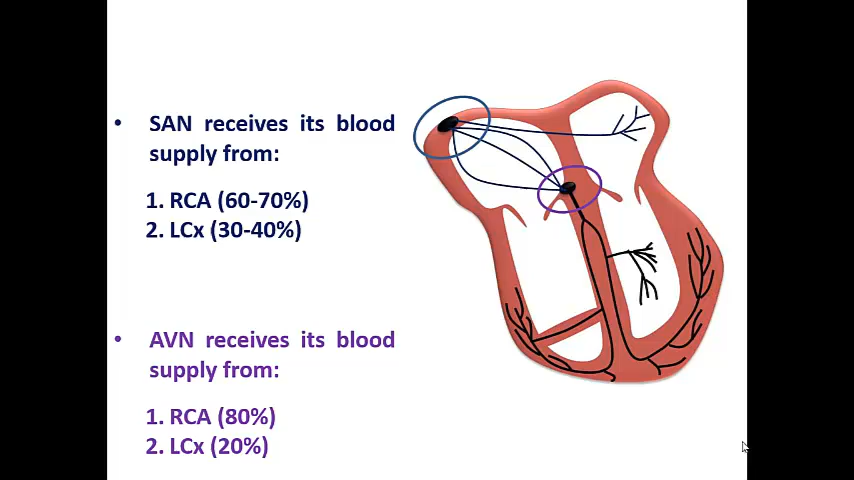 • SAN receives its blood
supply from:
1. RCA (60-70%)
2. LCx (30-40%)
• AVN receives its blood
supply from:
1. RCA (80%)
2. LCx (20%)